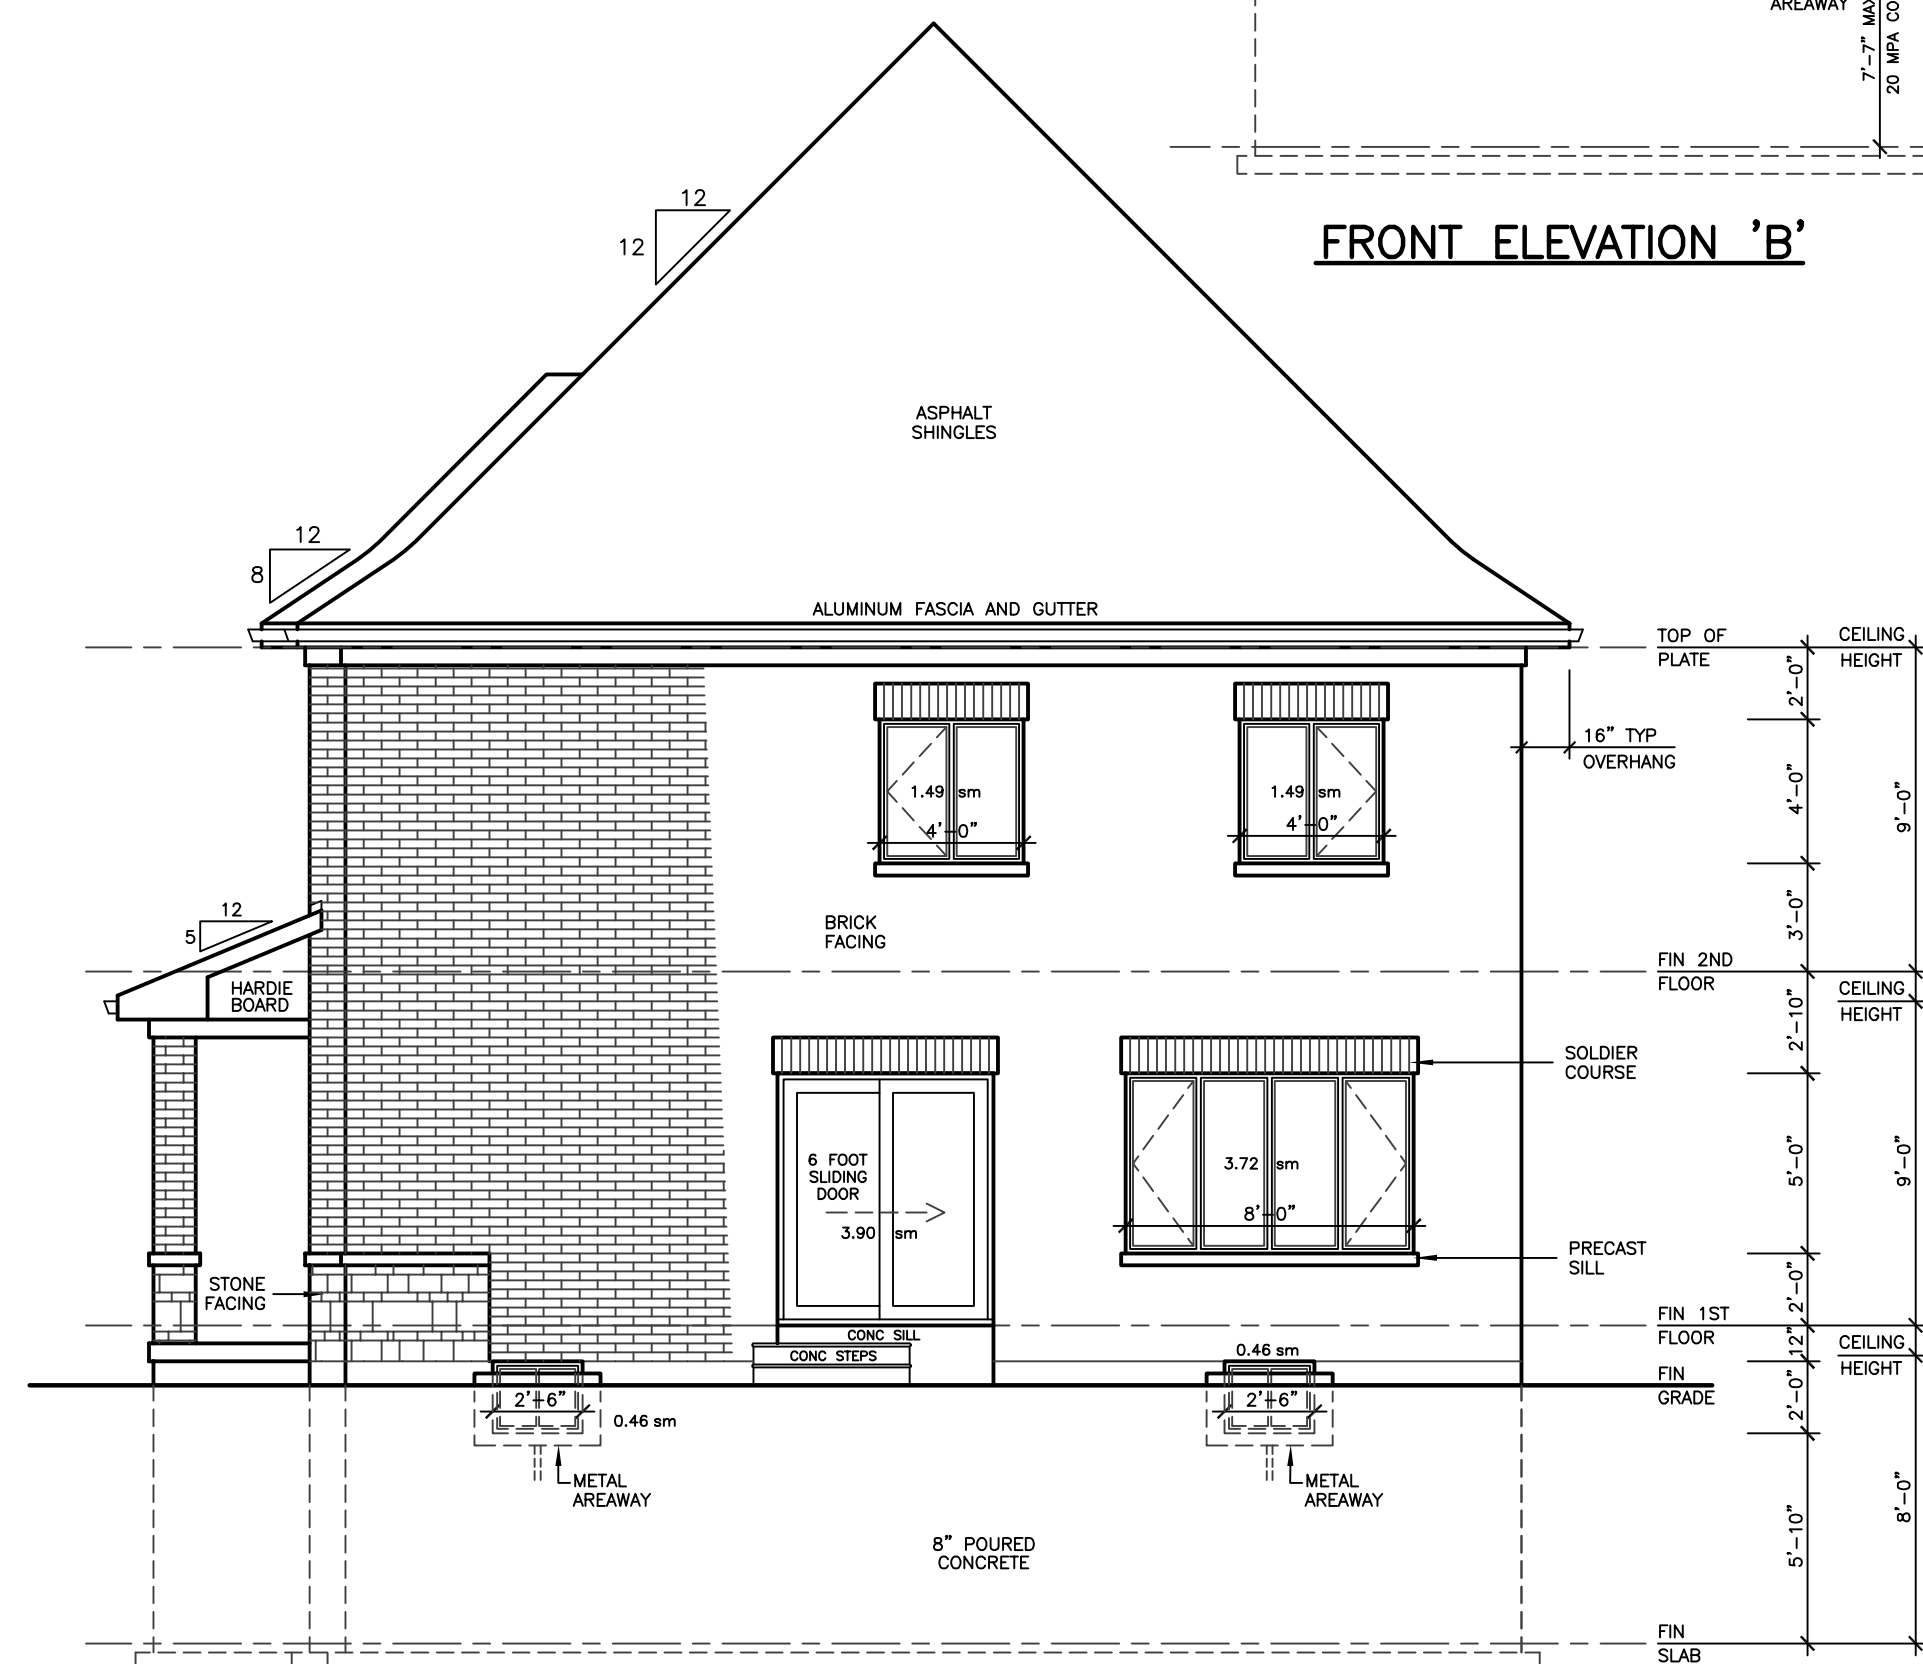 AREAWAY
7'-7" MAX
20 MPA CO
FRONT ELEVATION 'B'
12
12
ASPHALT
SHINGLES
12
8
ALUMINUM FASCIA AND GUTTER
TOP OF
PLATE
CEILING
HEIGHT
2'-0"
16" TYP
OVERHANG
1.49 sm
4'-0"
1.49 sm
4'-0"
4'-0"
9'-0"
12
5
BRICK
FACING
3'-0"
FIN 2ND
FLOOR
HARDIE
BOARD
CEILING
HEIGHT
2'-10"
SOLDIER
COURSE
6 FOOT
SLIDING
DOOR
3.90 sm
3.72 sm
8'-0"
5'-0"
9'-0"
PRECAST
SILL
STONE
FACING
2'-0"
FIN 1ST
FLOOR
CONC SILL
CONC STEPS
12"
CEILING
HEIGHT
0.46 sm
FIN
GRADE
2'-6"
0.46 sm
2'-6"
2'-0"
METAL
AREAWAY
METAL
AREAWAY
8" POURED
CONCRETE
5'-10"
8'-0"
FIN
SLAB